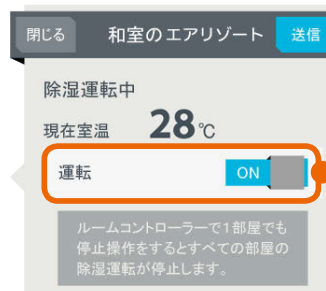 閉じる 和室のエアリゾート 送信
除湿運転中
現在室温 28℃
運転 ON
ルームコントローラーで1部屋でも
停止操作をするとすべての部屋の
除湿運転が停止します。